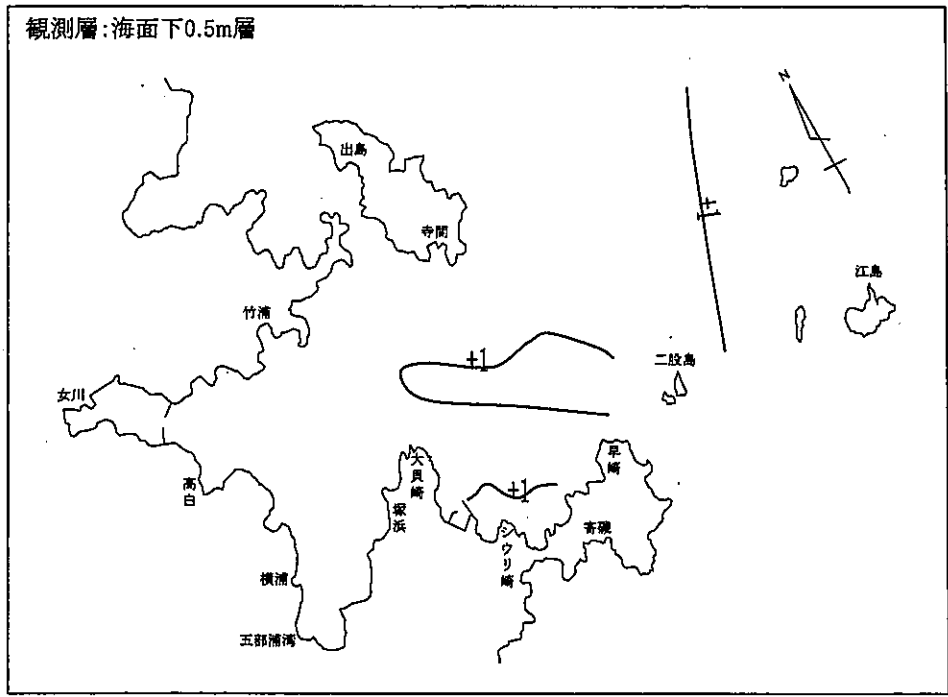 観測層:海面下0.5m層
N
出島
+1
寺間
江島
竹浦
+1
二股島
女川
大貝崎
早崎
高白
+1
塚浜
寄磯
シウリ崎
横浦
五部浦湾